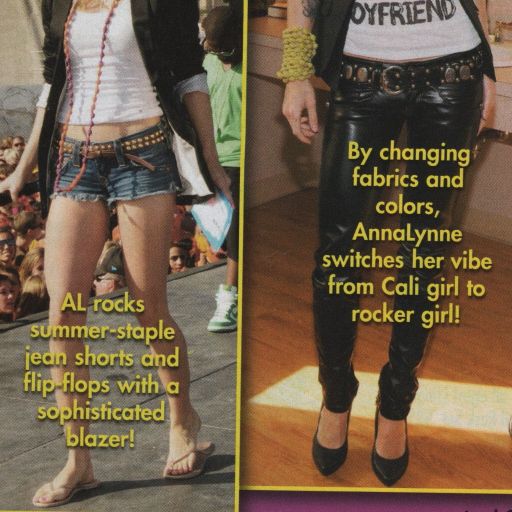 AL rocks
summer-staple
jean shorts and
flip-flops with a
sophisticated
blazer!
OYFRIEND
By changing
fabrics and
colors,
AnnaLynne
switches her vibe
from Cali girl to
rocker girl!